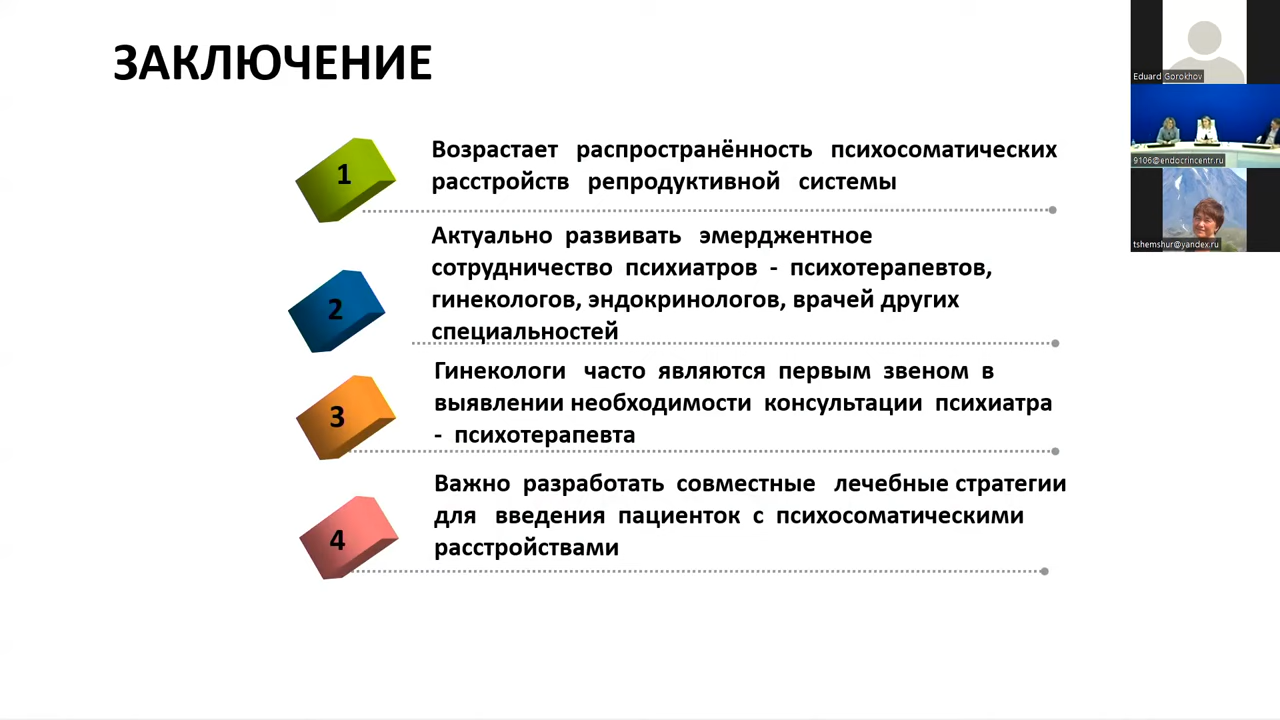 ЗАКЛЮЧЕНИЕ
1
Возрастает распространённость психосоматических
расстройств репродуктивной системы
2
Актуально развивать эмерджентное
сотрудничество психиатров - психотерапевтов,
гинекологов, эндокринологов, врачей других
специальностей
3
Гинекологи часто являются первым звеном в
выявлении необходимости консультации психиатра
- психотерапевта
4
Важно разработать совместные лечебные стратегии
для введения пациенток с психосоматическими
расстройствами
Eduard Gorokhov
9106@endocrincentr.ru
tshemshur@yandex.ru